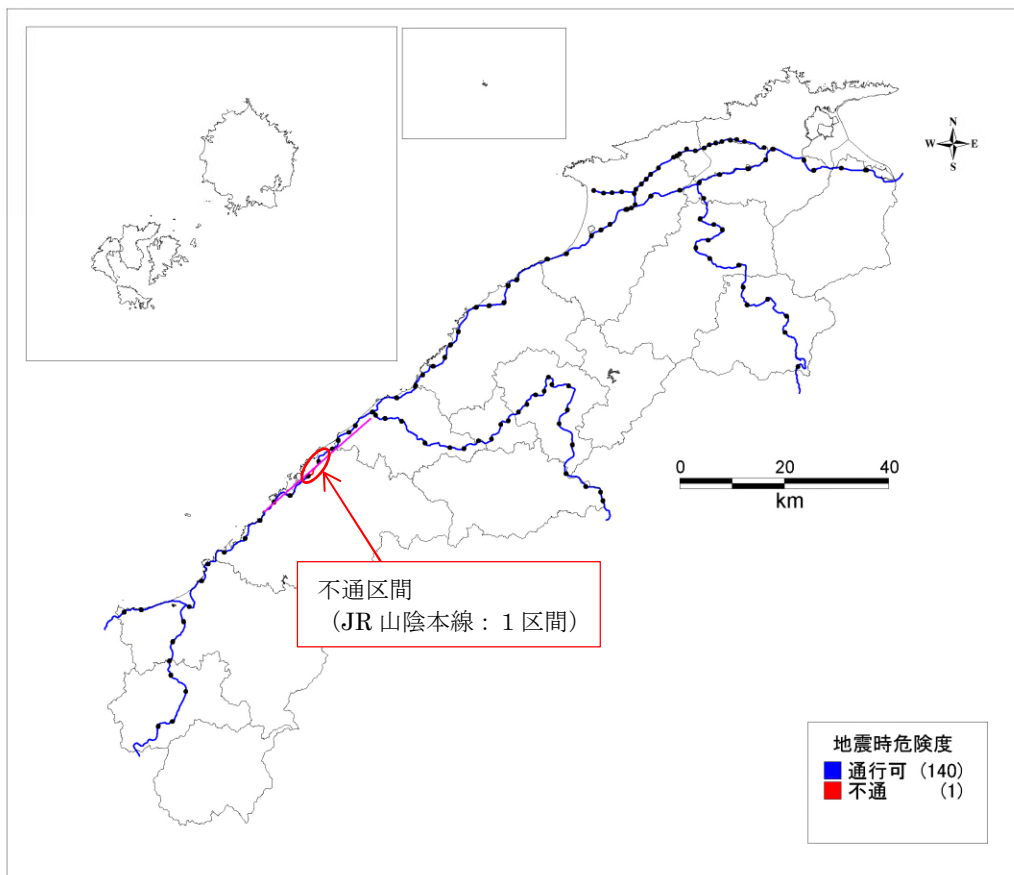 N
W E
S
0 20 40
km
不通区間
（JR 山陰本線：１区間）
地震時危険度
通行可 (140)
不通 (1)